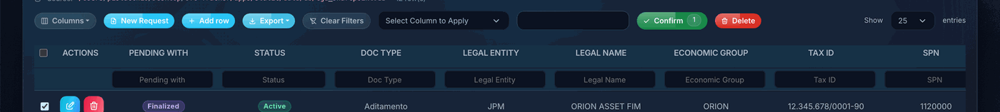 Columns New Request Add row Export Clear Filters Select Column to Apply Confirm 1 Delete Show 25 entries
ACTIONS PENDING WITH STATUS DOC TYPE LEGAL ENTITY LEGAL NAME ECONOMIC GROUP TAX ID SPN
Pending with Status Doc Type Legal Entity Legal Name Economic Group Tax ID SPN
Finalized Active Aditamento JPM ORION ASSET FIM ORION 12.345.678/0001-90 1120000